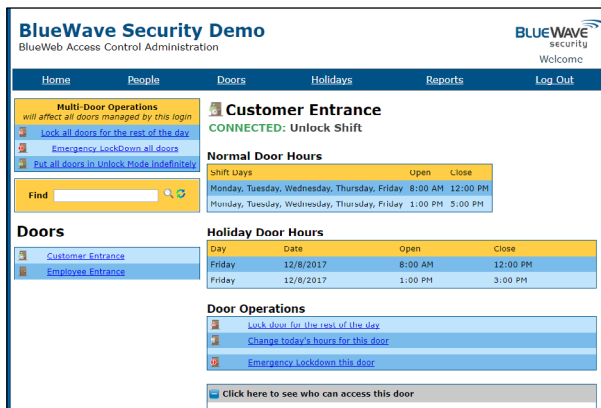 BlueWave Security Demo
BlueWeb Access Control Administration
BLUEWAVE
security
Welcome
Home People Doors Holidays Reports Log Out
Multi-Door Operations
will affect all doors managed by this login
Lock all doors for the rest of the day
Emergency LockDown all doors
Put all doors in Unlock Mode indefinitely
Find
Doors
Customer Entrance
Employee Entrance
Customer Entrance
CONNECTED: Unlock Shift
Normal Door Hours
Shift Days Open Close
Monday, Tuesday, Wednesday, Thursday, Friday 8:00 AM 12:00 PM
Monday, Tuesday, Wednesday, Thursday, Friday 1:00 PM 5:00 PM
Holiday Door Hours
Day Date Open Close
Friday 12/8/2017 8:00 AM 12:00 PM
Friday 12/8/2017 1:00 PM 3:00 PM
Door Operations
Lock door for the rest of the day
Change today's hours for this door
Emergency Lockdown this door
Click here to see who can access this door